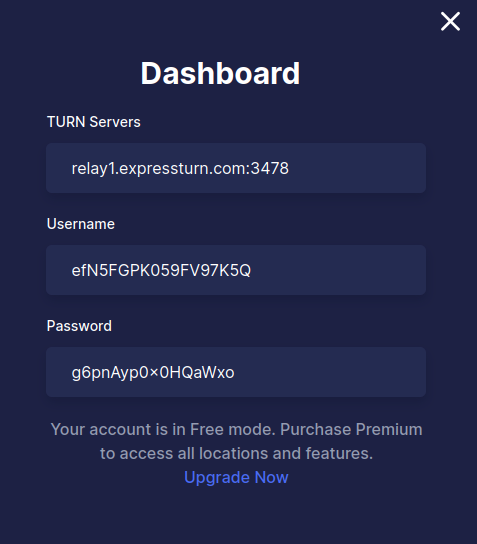 Dashboard
TURN Servers
relay1.expressturn.com:3478
Username
efN5FGPK059FV97K5Q
Password
g6pnAyp0x0HQaWxo
Your account is in Free mode. Purchase Premium
to access all locations and features.
Upgrade Now